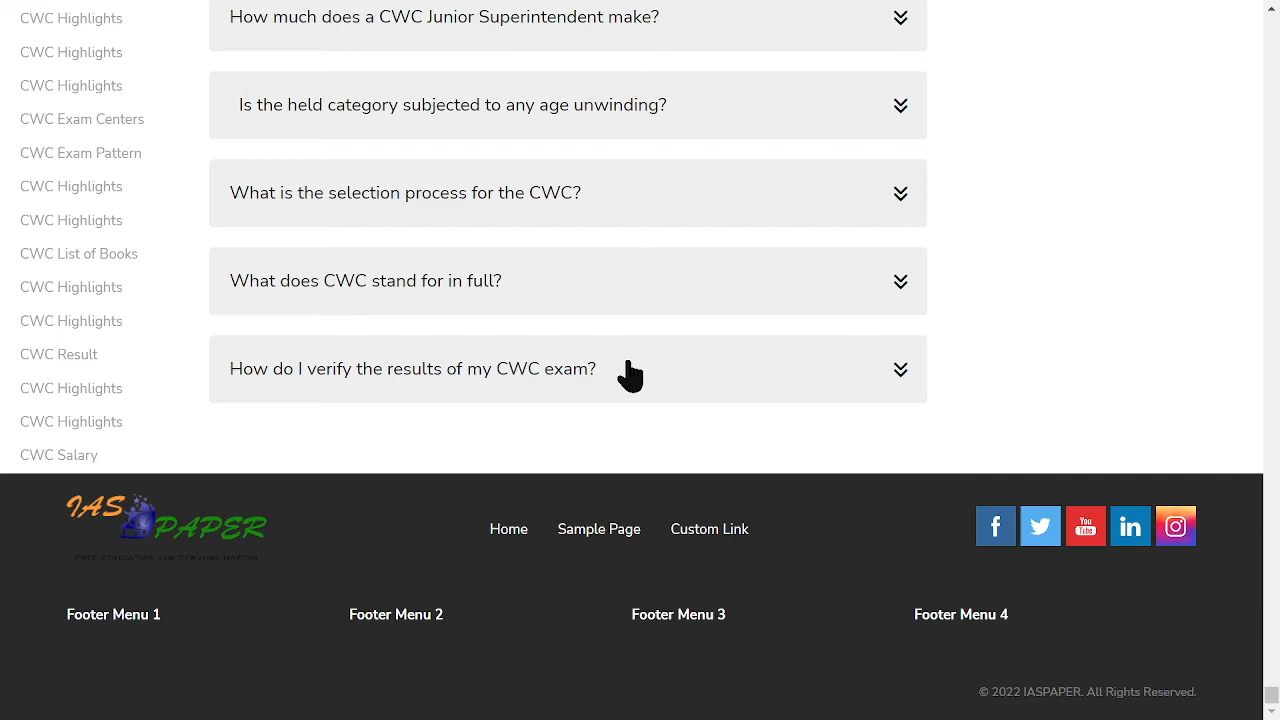 CWC Highlights
CWC Highlights
CWC Highlights
CWC Exam Centers
CWC Exam Pattern
CWC Highlights
CWC Highlights
CWC List of Books
CWC Highlights
CWC Highlights
CWC Result
CWC Highlights
CWC Highlights
CWC Salary
How much does a CWC Junior Superintendent make?
Is the held category subjected to any age unwinding?
What is the selection process for the CWC?
What does CWC stand for in full?
How do I verify the results of my CWC exam?
IAS PAPER
Home Sample Page Custom Link
You Tube
Footer Menu 1 Footer Menu 2 Footer Menu 3 Footer Menu 4
© 2022 IASPAPER. All Rights Reserved.